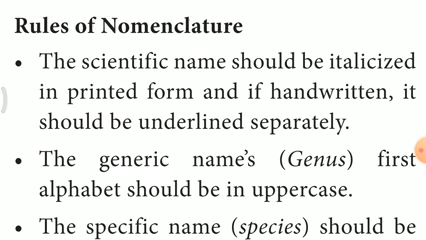 Rules of Nomenclature
• The scientific name should be italicized
in printed form and if handwritten, it
should be underlined separately.
• The generic name's (Genus) first
alphabet should be in uppercase.
• The specific name (species) should be